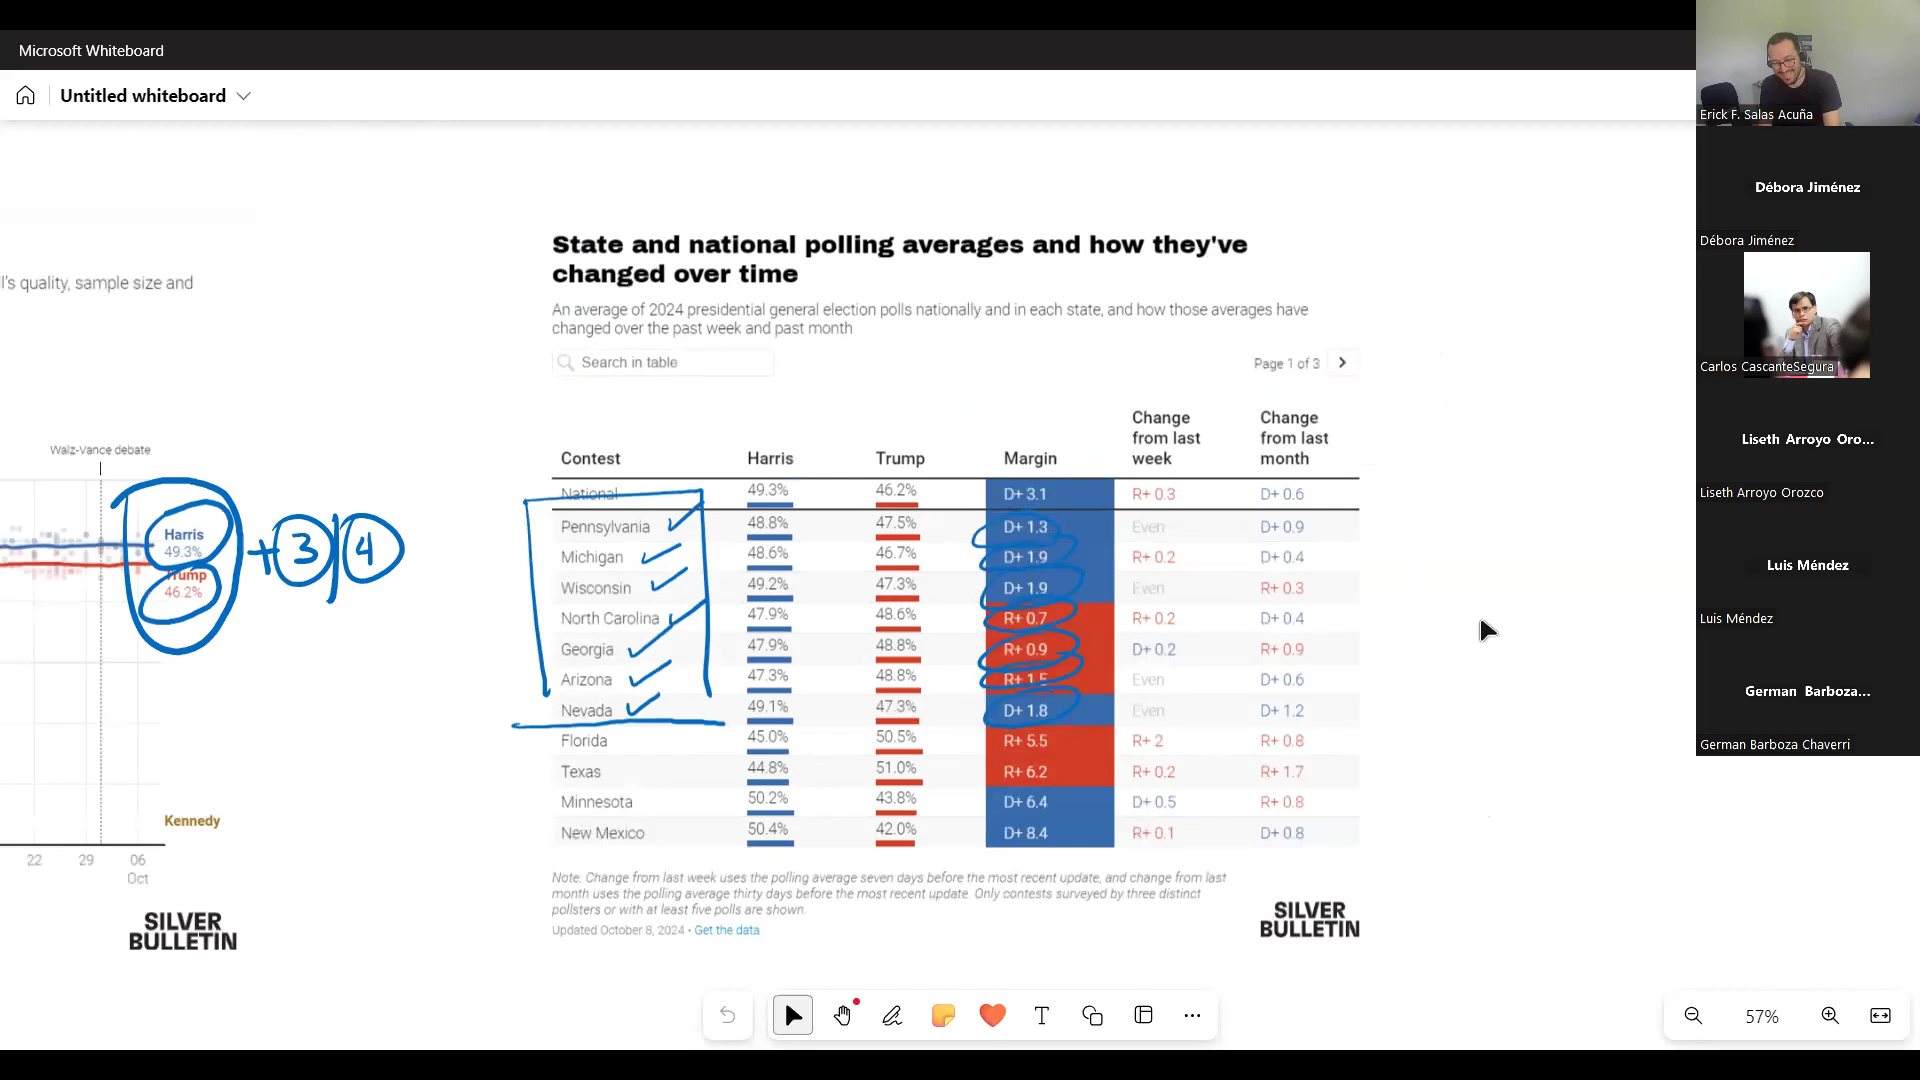 Microsoft Whiteboard
Untitled whiteboard
Erick F. Salas Acuña
Débora Jiménez
Débora Jiménez
Carlos CascanteSegura
Liseth Arroyo Oro...
Liseth Arroyo Orozco
Luis Méndez
Luis Méndez
German Barboza...
German Barboza Chaverri
l's quality, sample size and
Walz-Vance debate
Harris
49.3%
Trump
46.2%
+ 3 | 4
Kennedy
22 29 06
Oct
SILVER
BULLETIN
State and national polling averages and how they've
changed over time
An average of 2024 presidential general election polls nationally and in each state, and how those averages have
changed over the past week and past month
Search in table
Page 1 of 3
Contest Harris Trump Margin Change from last week Change from last month
National 49.3% 46.2% D+ 3.1 R+ 0.3 D+ 0.6
Pennsylvania 48.8% 47.5% D+ 1.3 Even D+ 0.9
Michigan 48.6% 46.7% D+ 1.9 R+ 0.2 D+ 0.4
Wisconsin 49.2% 47.3% D+ 1.9 Even R+ 0.3
North Carolina 47.9% 48.6% R+ 0.7 R+ 0.2 D+ 0.4
Georgia 47.9% 48.8% R+ 0.9 D+ 0.2 R+ 0.9
Arizona 47.3% 48.8% R+ 1.5 Even D+ 0.6
Nevada 49.1% 47.3% D+ 1.8 Even D+ 1.2
Florida 45.0% 50.5% R+ 5.5 R+ 2 R+ 0.8
Texas 44.8% 51.0% R+ 6.2 R+ 0.2 R+ 1.7
Minnesota 50.2% 43.8% D+ 6.4 D+ 0.5 R+ 0.8
New Mexico 50.4% 42.0% D+ 8.4 R+ 0.1 D+ 0.8
Note: Change from last week uses the polling average seven days before the most recent update, and change from last
month uses the polling average thirty days before the most recent update. Only contests surveyed by three distinct
pollsters or with at least five polls are shown.
Updated October 8, 2024 • Get the data
SILVER
BULLETIN
57%